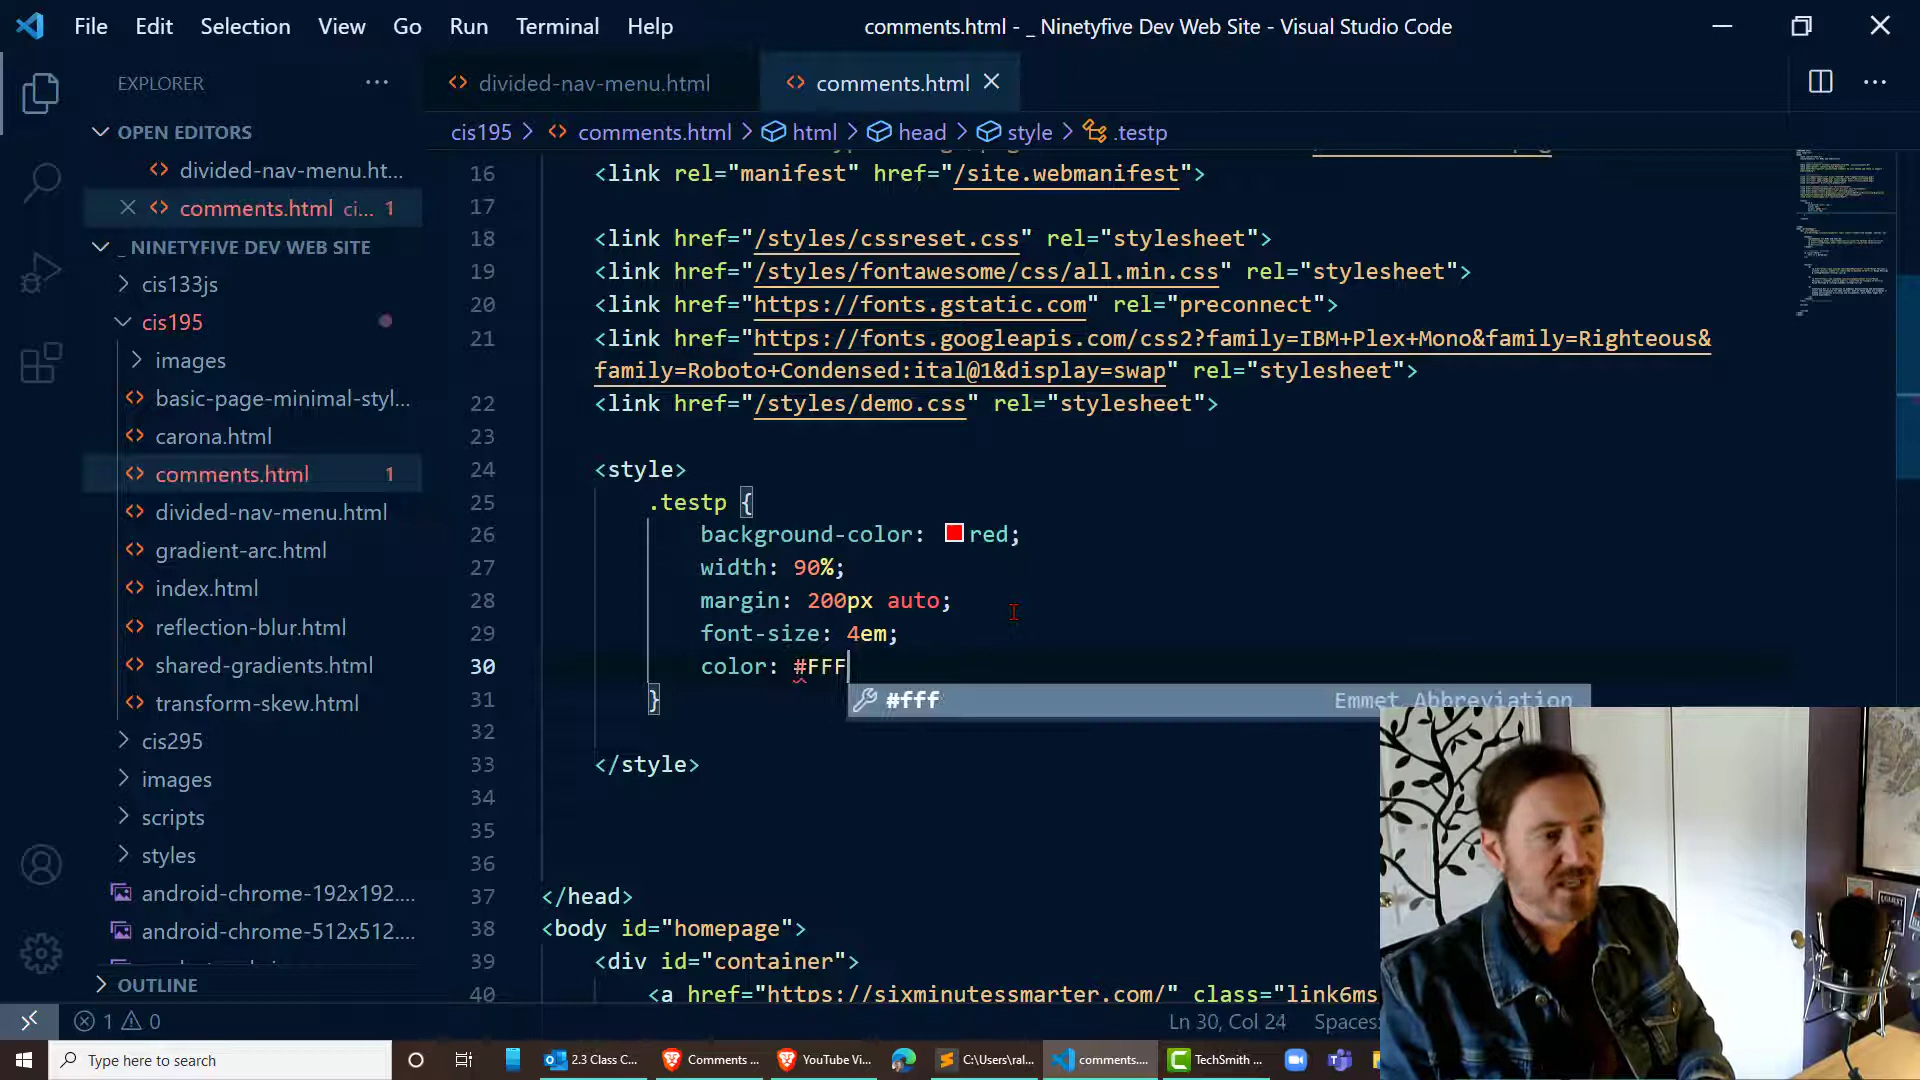 File Edit Selection View Go Run Terminal Help
comments.html - _ Ninetyfive Dev Web Site - Visual Studio Code
EXPLORER
OPEN EDITORS
divided-nav-menu.ht...
comments.html ci... 1
_ NINETYFIVE DEV WEB SITE
cis133js
cis195
images
basic-page-minimal-styl...
carona.html
comments.html 1
divided-nav-menu.html
gradient-arc.html
index.html
reflection-blur.html
shared-gradients.html
transform-skew.html
cis295
images
scripts
styles
android-chrome-192x192....
android-chrome-512x512....
OUTLINE
divided-nav-menu.html
comments.html
cis195 > comments.html > html > head > style > .testp
16 <link rel="manifest" href="/site.webmanifest">
17
18 <link href="/styles/cssreset.css" rel="stylesheet">
19 <link href="/styles/fontawesome/css/all.min.css" rel="stylesheet">
20 <link href="https://fonts.gstatic.com" rel="preconnect">
21 <link href="https://fonts.googleapis.com/css2?family=IBM+Plex+Mono&family=Righteous&
family=Roboto+Condensed:ital@1&display=swap" rel="stylesheet">
22 <link href="/styles/demo.css" rel="stylesheet">
23
24 <style>
25 .testp {
26 background-color: red;
27 width: 90%;
28 margin: 200px auto;
29 font-size: 4em;
30 color: #FFF
#fff Emmet Abbreviation
31 }
32
33 </style>
34
35
36
37 </head>
38 <body id="homepage">
39 <div id="container">
40 <a href="https://sixminutessmarter.com/" class="link6ms
1 0
Ln 30, Col 24 Spaces:
Type here to search
2.3 Class C...
Comments ...
YouTube Vi...
C:\Users\ral...
comments....
TechSmith ...